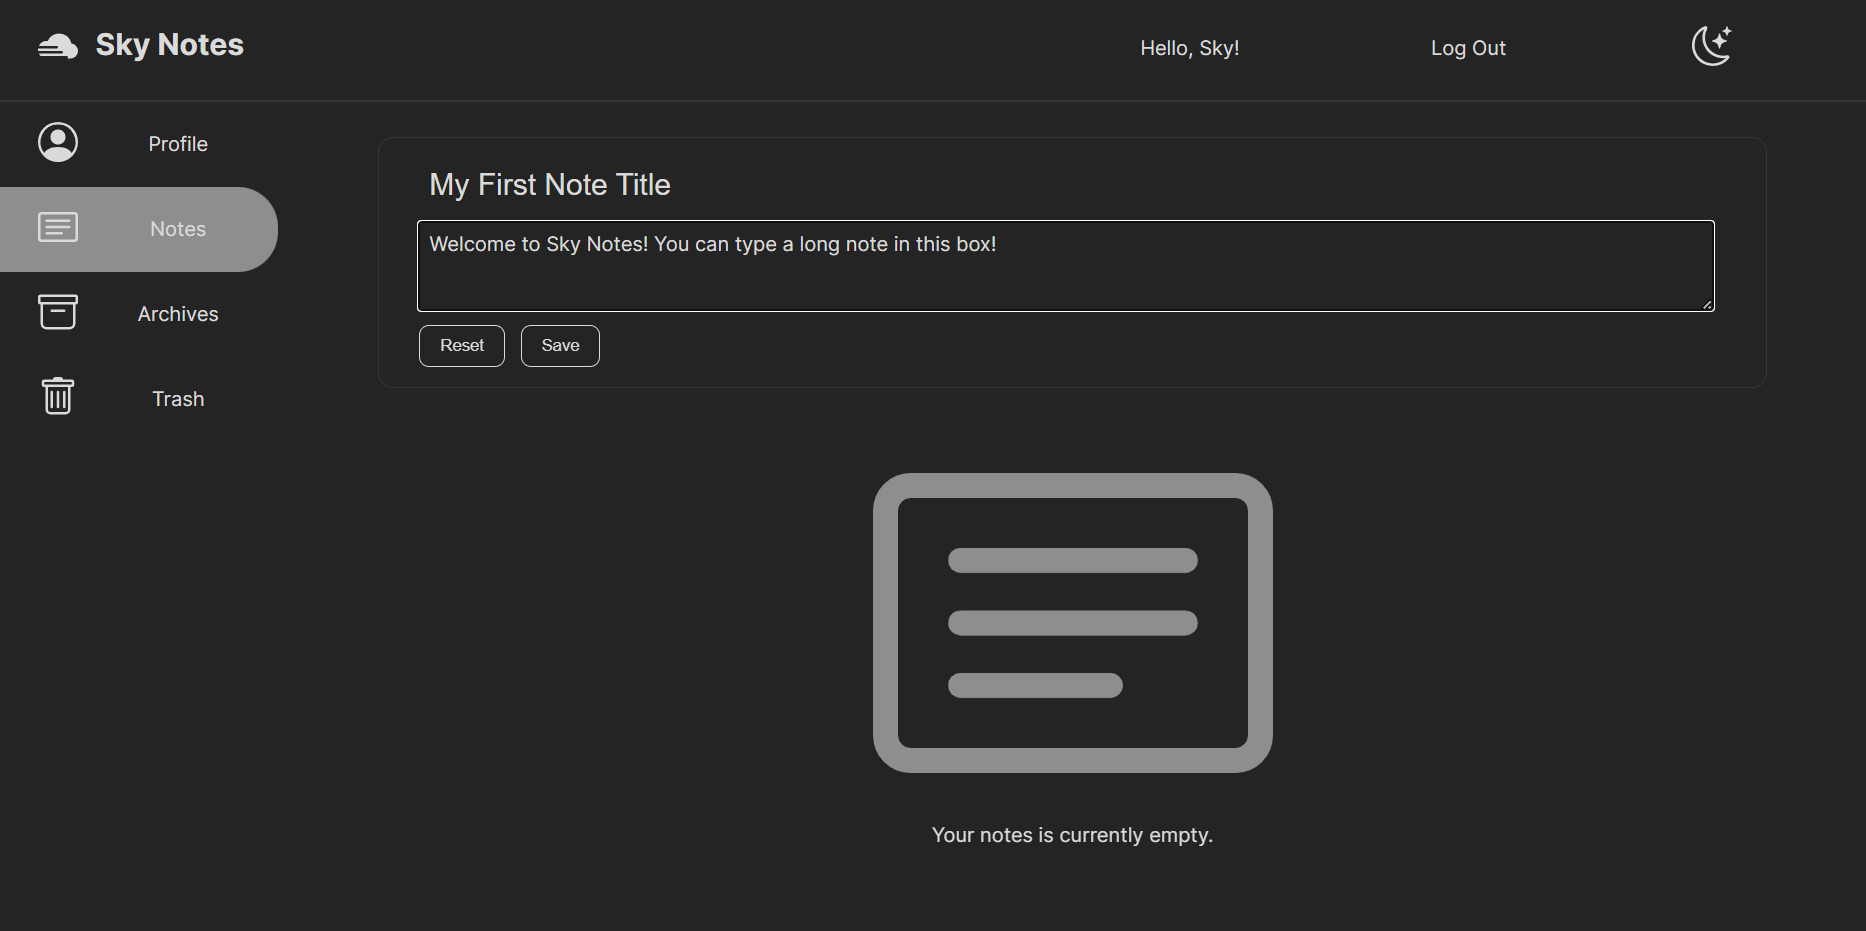 Sky Notes
Hello, Sky!
Log Out
Profile
Notes
Archives
Trash
My First Note Title
Welcome to Sky Notes! You can type a long note in this box!
Reset
Save
Your notes is currently empty.